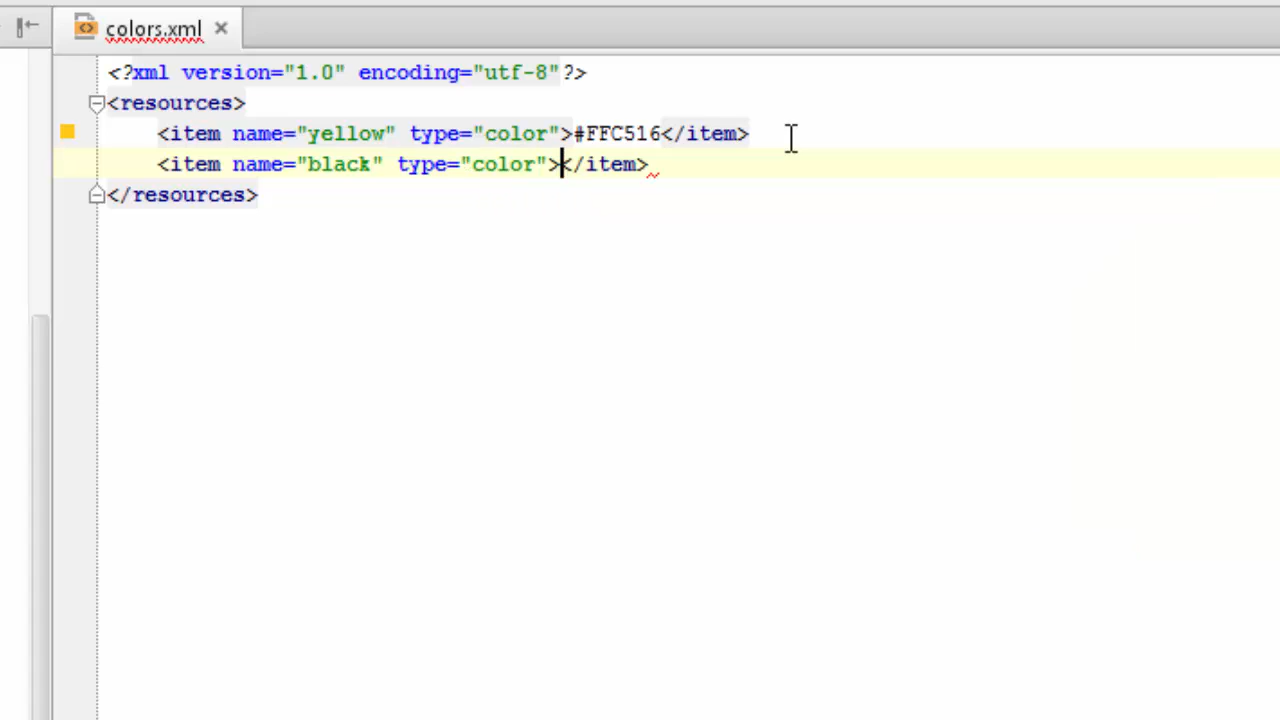 colors.xml
<?xml version="1.0" encoding="utf-8"?>
<resources>
<item name="yellow" type="color">#FFC516</item>
<item name="black" type="color"></item>
</resources>